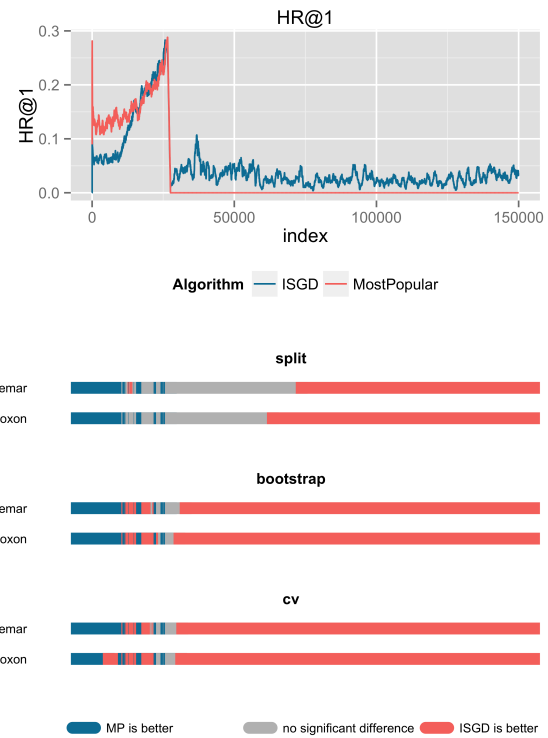 HR@1
0.3
0.2
0.1
0.0
HR@1
0 50000 100000 150000
index
Algorithm ISGD MostPopular
split
emar
oxon
bootstrap
emar
oxon
cv
emar
oxon
MP is better no significant difference ISGD is better